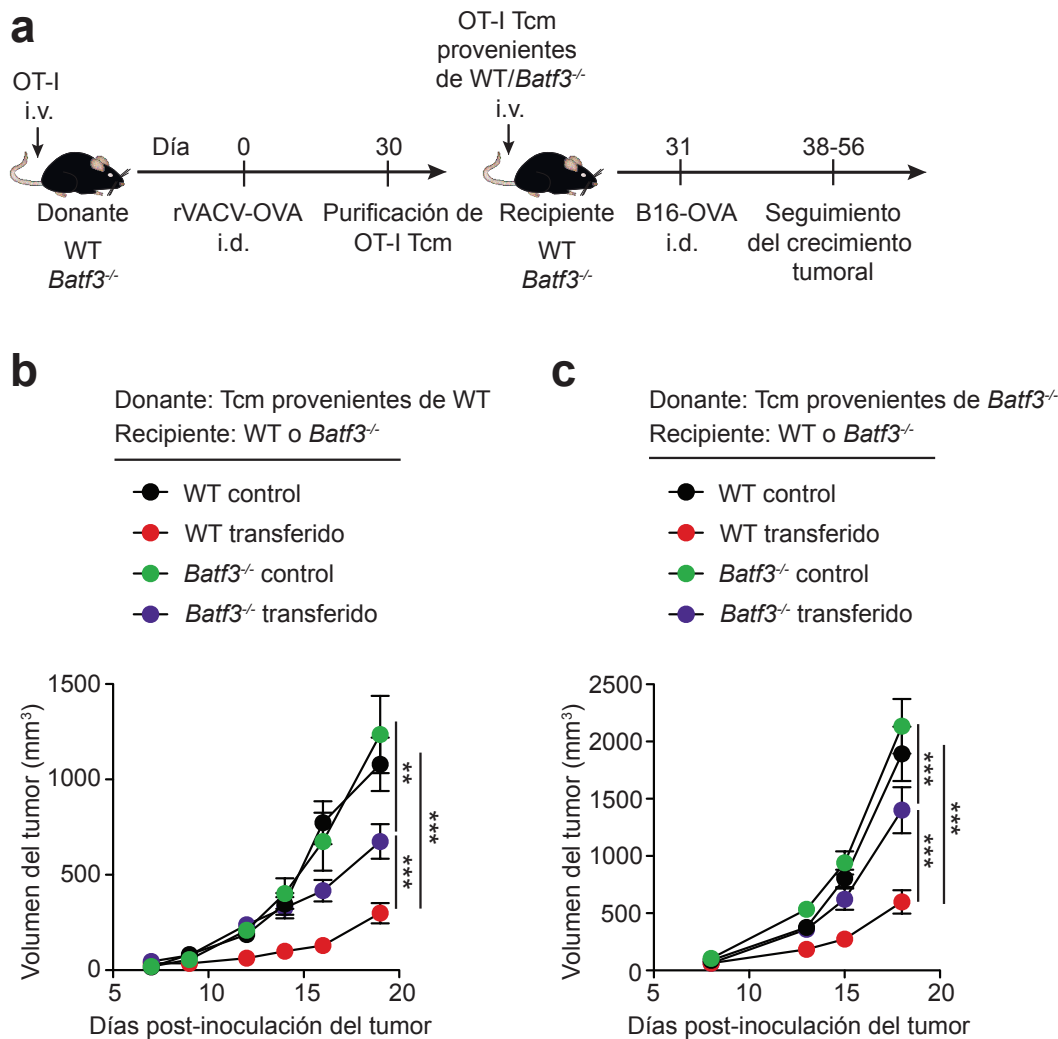 a
OT-I
i.v.
Donante
WT
Batf3-/-
Día
0
30
rVACV-OVA
i.d.
Purificación de
OT-I Tcm
OT-I Tcm
provenientes
de WT/Batf3-/-
i.v.
Recipiente
WT
Batf3-/-
31
38-56
B16-OVA
i.d.
Seguimiento
del crecimiento
tumoral
b
Donante: Tcm provenientes de WT
Recipiente: WT o Batf3-/-
WT control
WT transferido
Batf3-/- control
Batf3-/- transferido
Volumen del tumor (mm³)
1500
1000
500
0
5
10
15
20
Días post-inoculación del tumor
**
***
***
c
Donante: Tcm provenientes de Batf3-/-
Recipiente: WT o Batf3-/-
WT control
WT transferido
Batf3-/- control
Batf3-/- transferido
Volumen del tumor (mm³)
2500
2000
1500
1000
500
0
5
10
15
20
Días post-inoculación del tumor
***
***
***